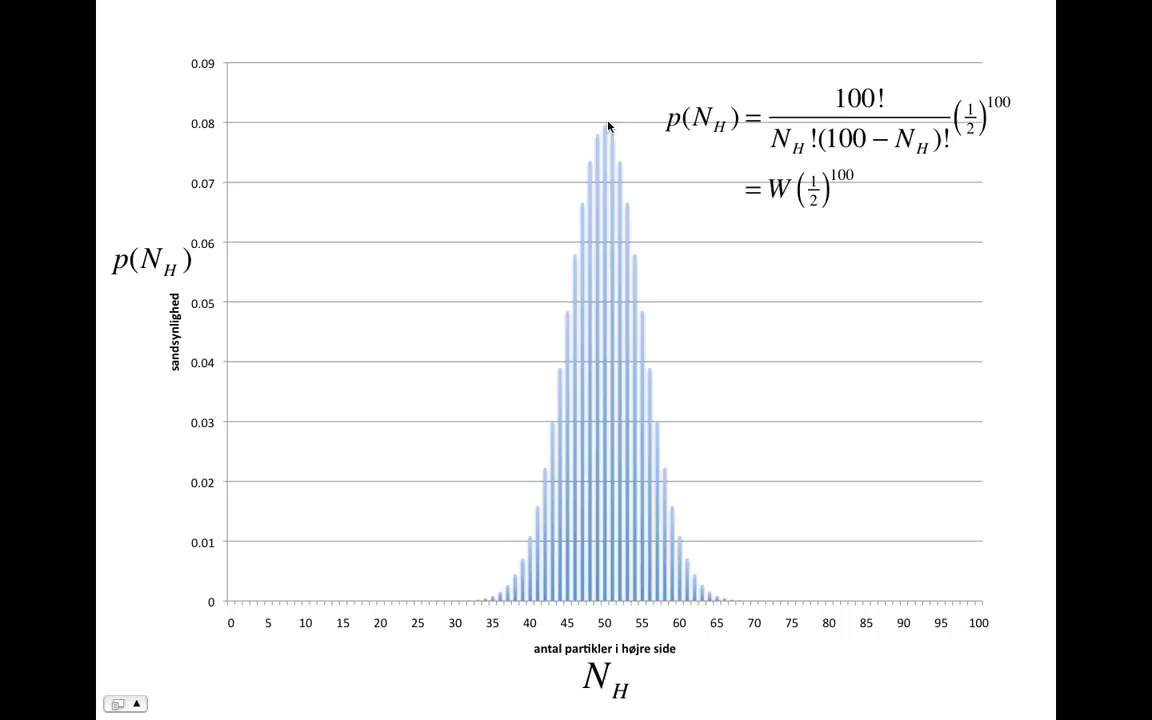 0.09
p(N_H) = 100! / N_H!(100 − N_H)! (1/2)^100
0.08
= W(1/2)^100
0.07
0.06
p(N_H)
0.05
sandsynlighed
0.04
0.03
0.02
0.01
0
0 5 10 15 20 25 30 35 40 45 50 55 60 65 70 75 80 85 90 95 100
antal partikler i højre side
N_H